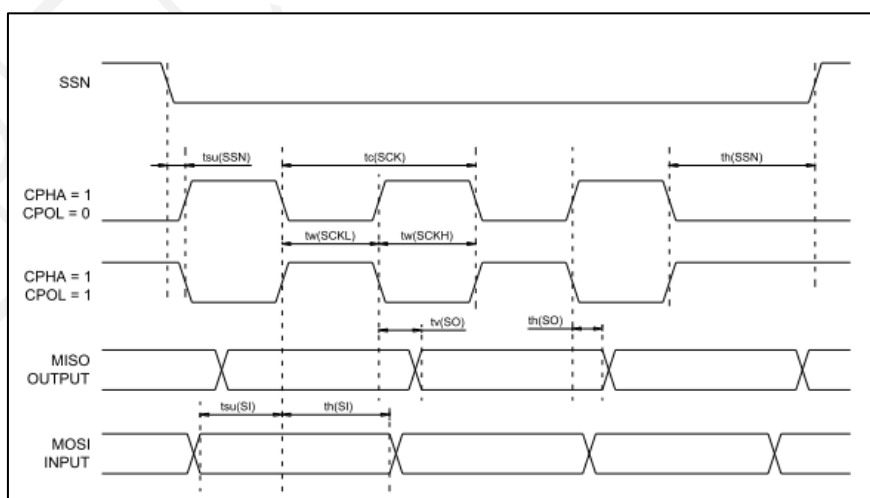 SSN
tsu(SSN)
tc(SCK)
th(SSN)
CPHA = 1
CPOL = 0
tw(SCKL)
tw(SCKH)
CPHA = 1
CPOL = 1
tv(SO)
th(SO)
MISO
OUTPUT
tsu(SI)
th(SI)
MOSI
INPUT